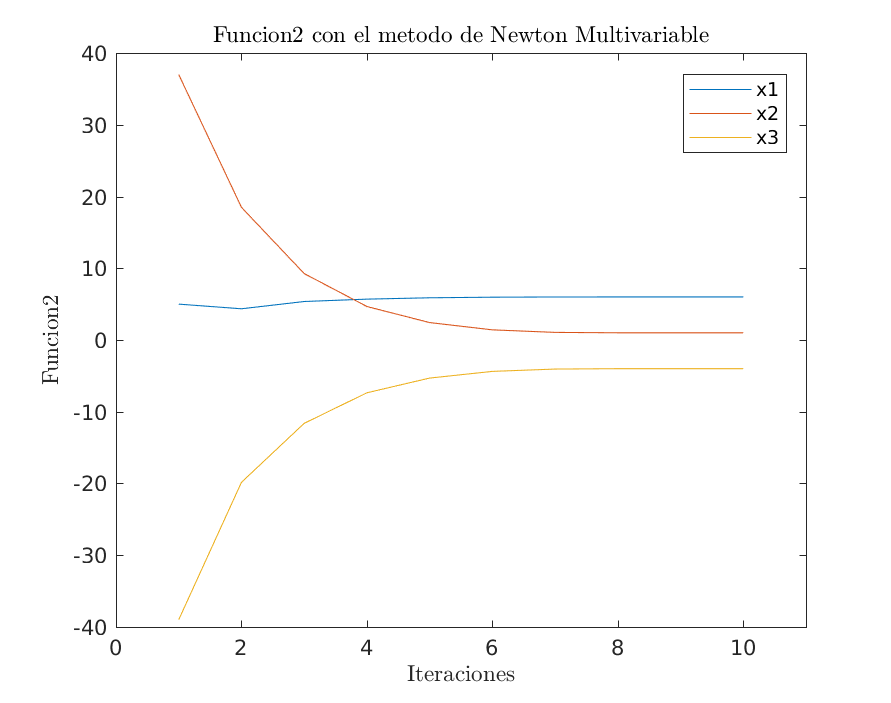 Funcion2 con el metodo de Newton Multivariable
40
30
20
10
0
-10
-20
-30
-40
Funcion2
x1
x2
x3
0 2 4 6 8 10
Iteraciones